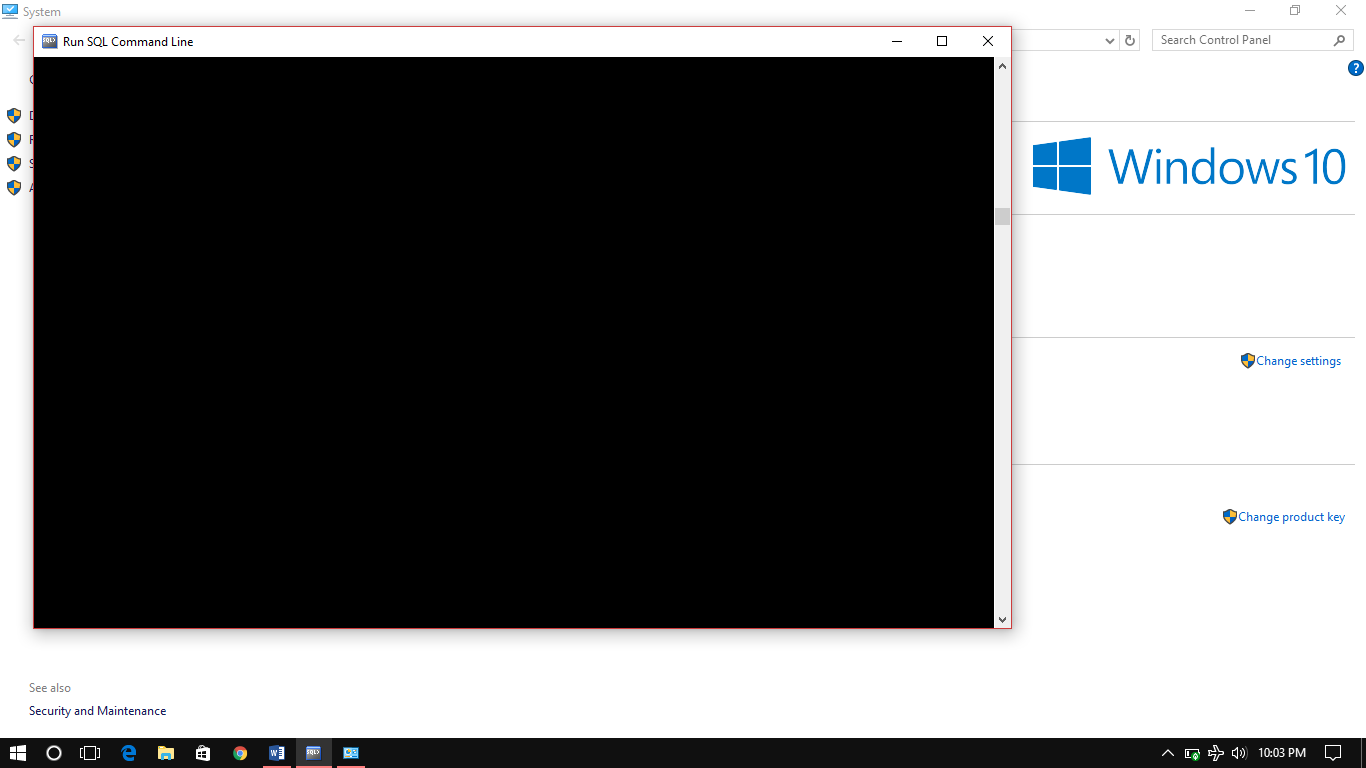 System
Run SQL Command Line
Search Control Panel
Windows 10
Change settings
Change product key
See also
Security and Maintenance
10:03 PM